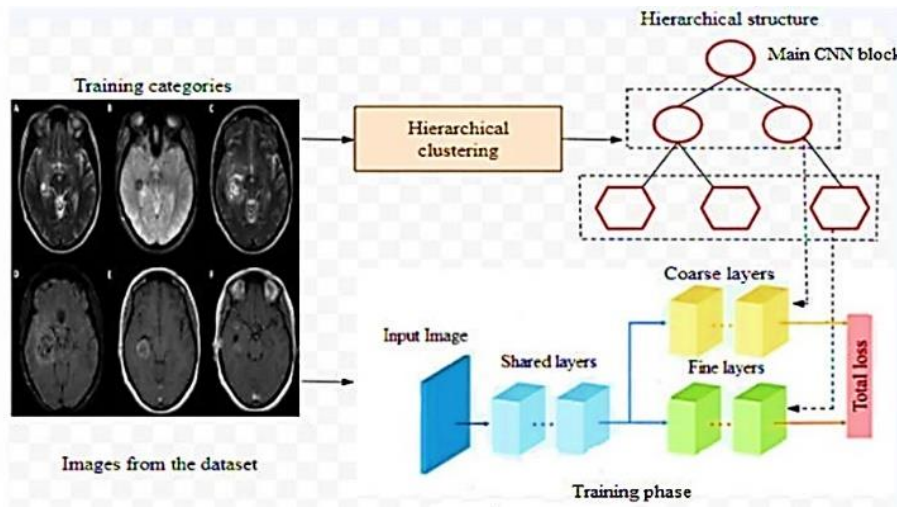 Hierarchical structure
Main CNN block
Training categories
A
B
C
Hierarchical
clustering
D
E
F
Coarse layers
Input Image
Shared layers
Fine layers
Total loss
Images from the dataset
Training phase